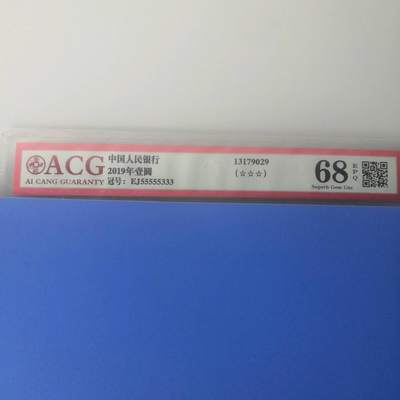 ACG
AI CANG GUARANTY
中国人民银行
2019年壹圆
冠号：EJ55555333
13179029
(☆☆☆)
68
EPQ
Superb Gem Unc